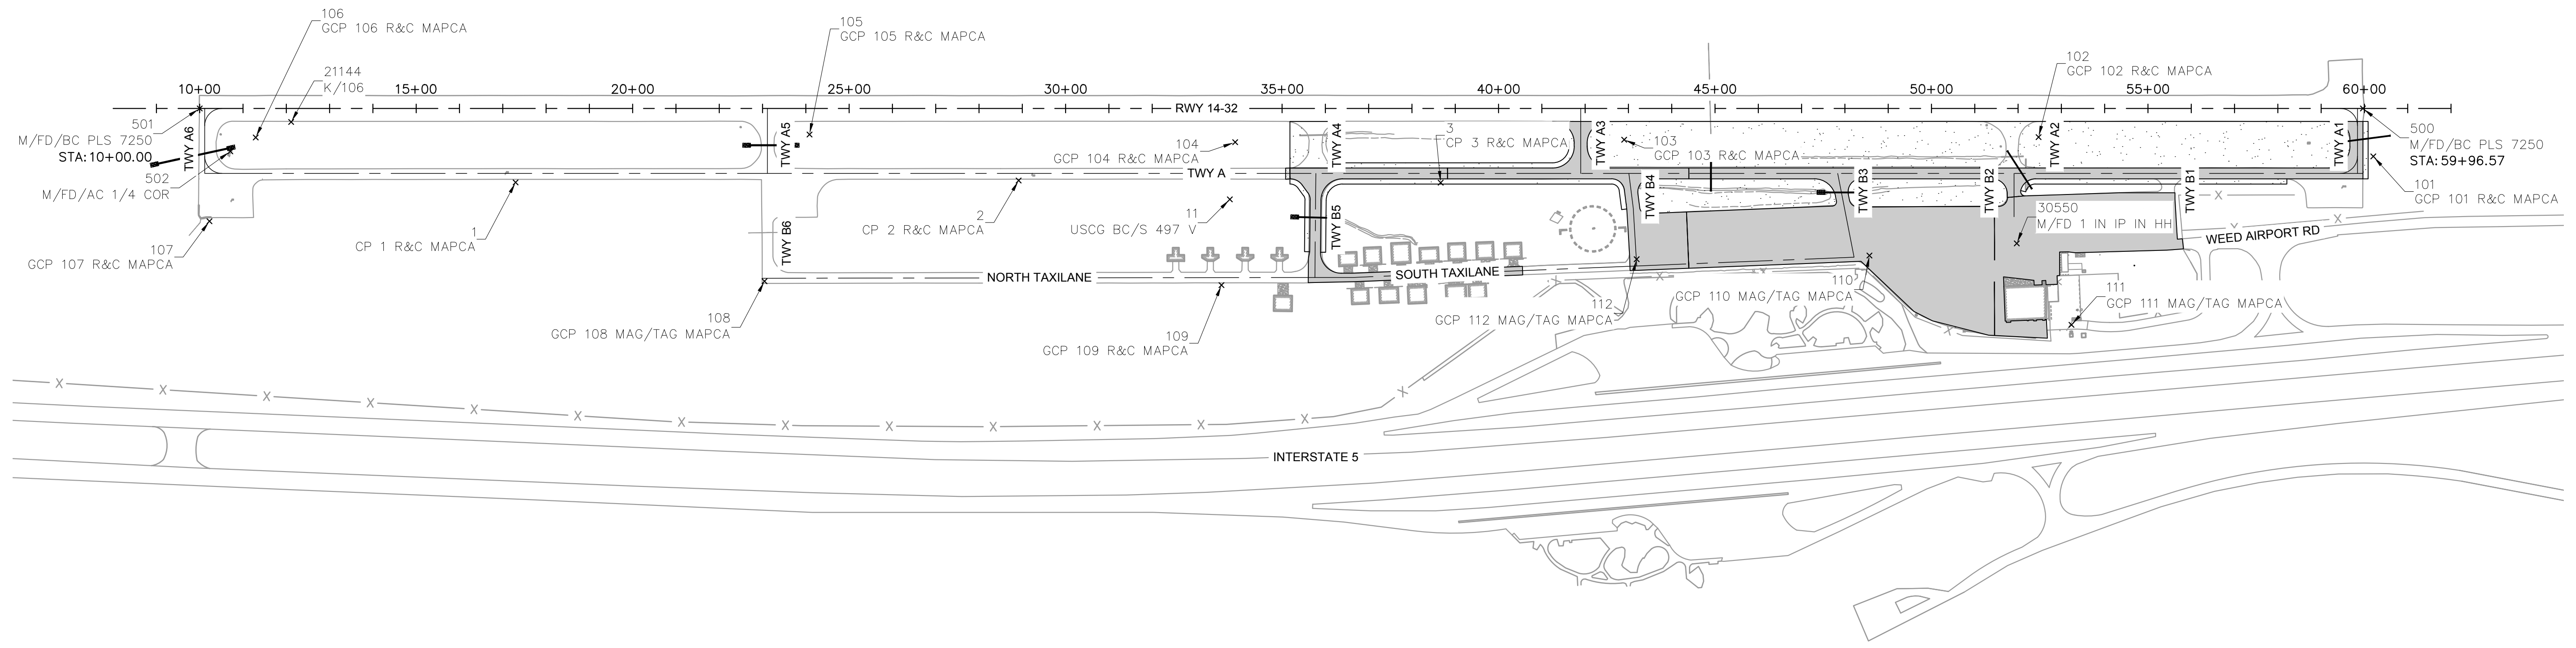 106
GCP 106 R&C MAPCA
105
GCP 105 R&C MAPCA
21144
K/106
102
GCP 102 R&C MAPCA
10+00
15+00
20+00
25+00
30+00
35+00
40+00
45+00
50+00
55+00
60+00
RWY 14-32
501
M/FD/BC PLS 7250
STA: 10+00.00
TWY A6
502
M/FD/AC 1/4 COR
TWY A5
104
GCP 104 R&C MAPCA
TWY A4
3
CP 3 R&C MAPCA
TWY A3
103
GCP 103 R&C MAPCA
TWY A2
TWY A1
500
M/FD/BC PLS 7250
STA: 59+96.57
TWY A
101
GCP 101 R&C MAPCA
107
GCP 107 R&C MAPCA
1
CP 1 R&C MAPCA
TWY B6
2
CP 2 R&C MAPCA
11
USCG BC/S 497 V
TWY B5
TWY B4
TWY B3
TWY B2
30550
M/FD 1 IN IP IN HH
TWY B1
WEED AIRPORT RD
NORTH TAXILANE
SOUTH TAXILANE
108
GCP 108 MAG/TAG MAPCA
109
GCP 109 R&C MAPCA
112
GCP 112 MAG/TAG MAPCA
110
GCP 110 MAG/TAG MAPCA
111
GCP 111 MAG/TAG MAPCA
X X X X X X X X X X X X X X
INTERSTATE 5